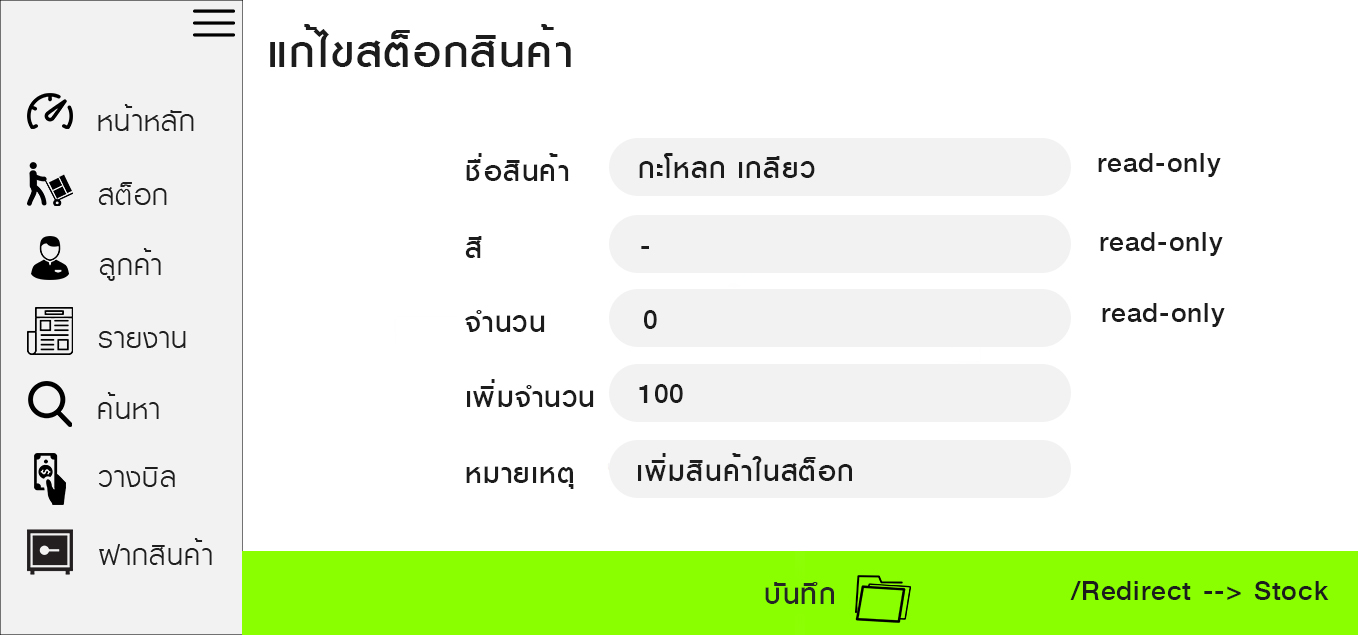 แก้ไขสต็อกสินค้า
หน้าหลัก
สต็อก
ลูกค้า
รายงาน
ค้นหา
วางบิล
ฝากสินค้า
ชื่อสินค้า กะโหลก เกลียว read-only
สี - read-only
จำนวน 0 read-only
เพิ่มจำนวน 100
หมายเหตุ เพิ่มสินค้าในสต็อก
บันทึก /Redirect --> Stock